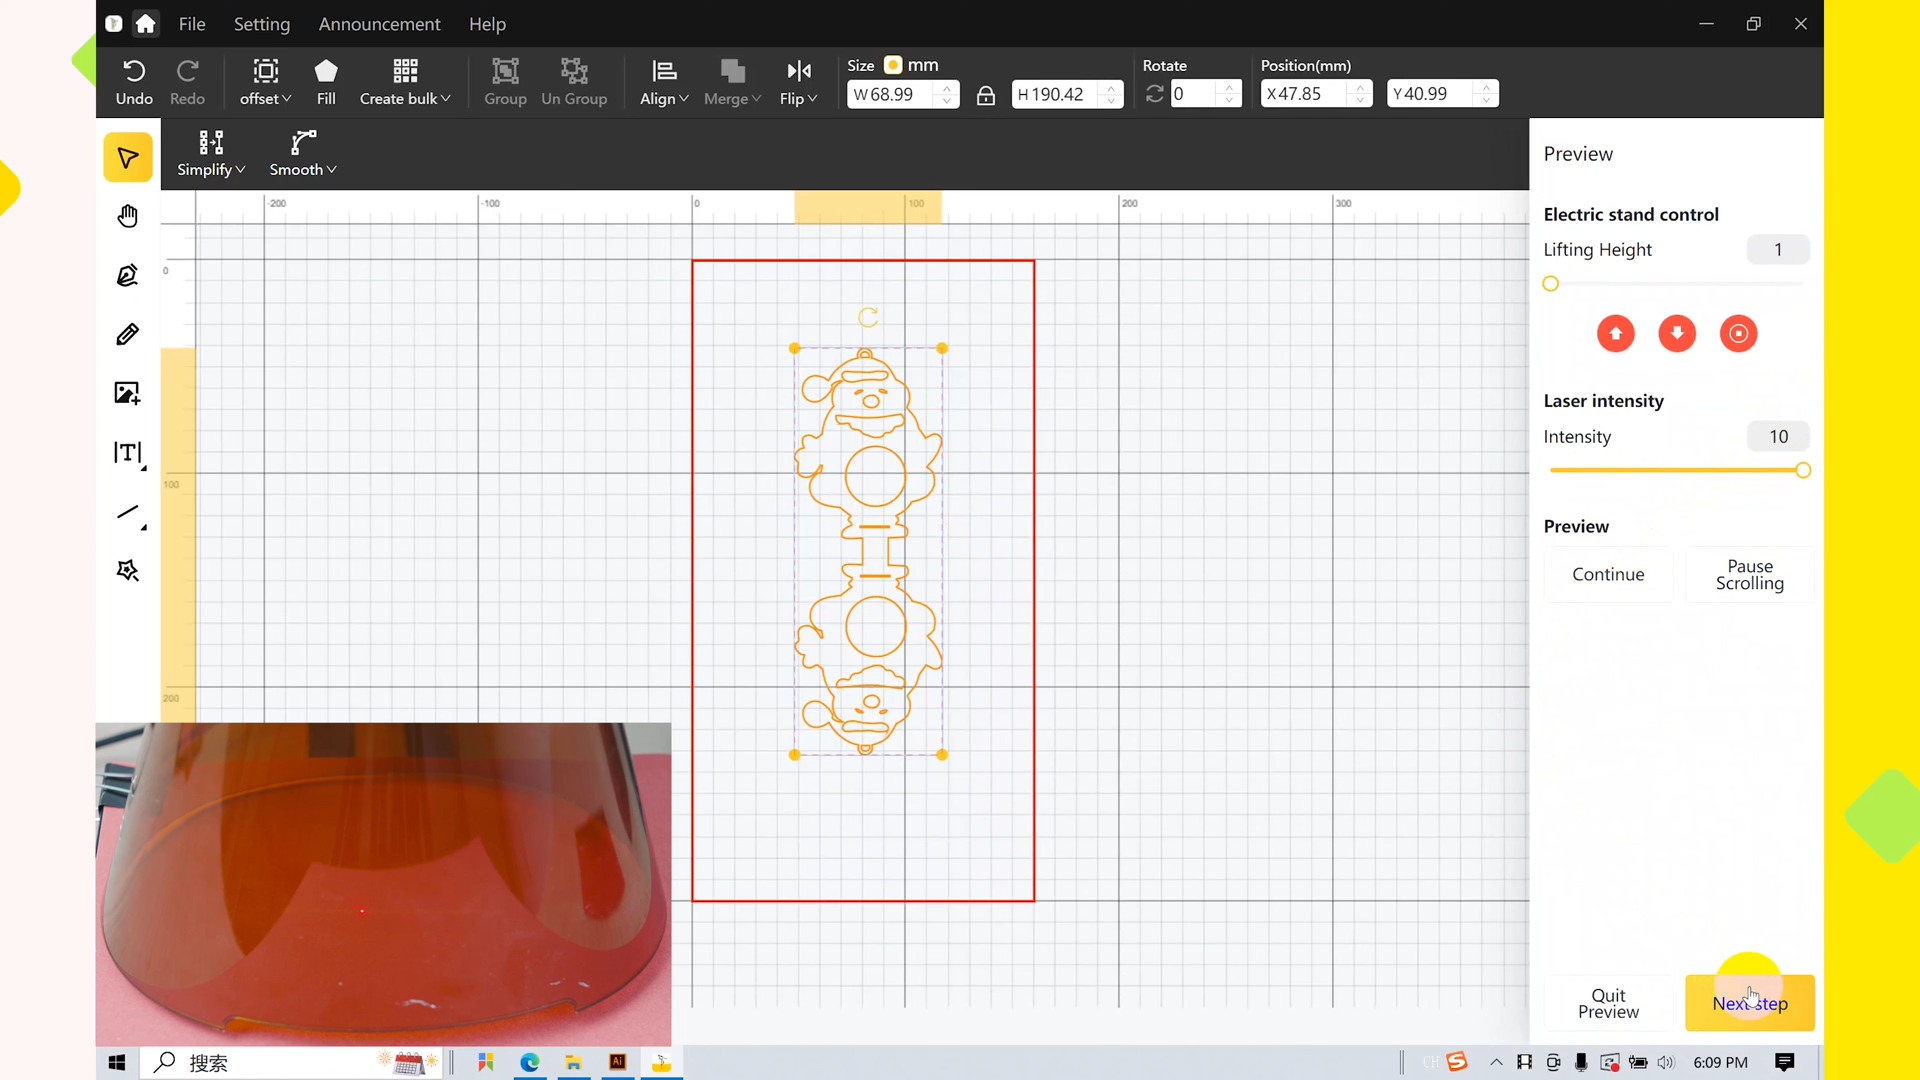 File Setting Announcement Help
Size mm Rotate Position(mm)
Undo Redo offset Fill Create bulk Group Un Group Align Merge Flip W 68.99 H 190.42 0 X 47.85 Y 40.99
Simplify Smooth
Preview
-200 -100 0 100 200 300
0
100
200
Electric stand control
Lifting Height 1
Laser intensity
Intensity 10
Preview
Continue
Pause
Scrolling
Quit
Preview
Next step
搜索 Ai CH S 6:09 PM